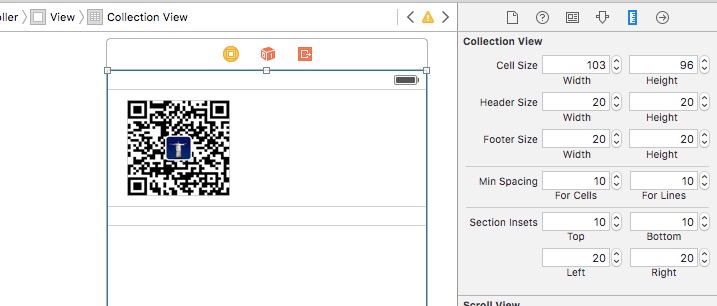 oller View Collection View
Collection View
Cell Size 103 96
Width Height
Header Size 20 20
Width Height
Footer Size 20 20
Width Height
Min Spacing 10 10
For Cells For Lines
Section Insets 10 10
Top Bottom
20 20
Left Right
Scroll View